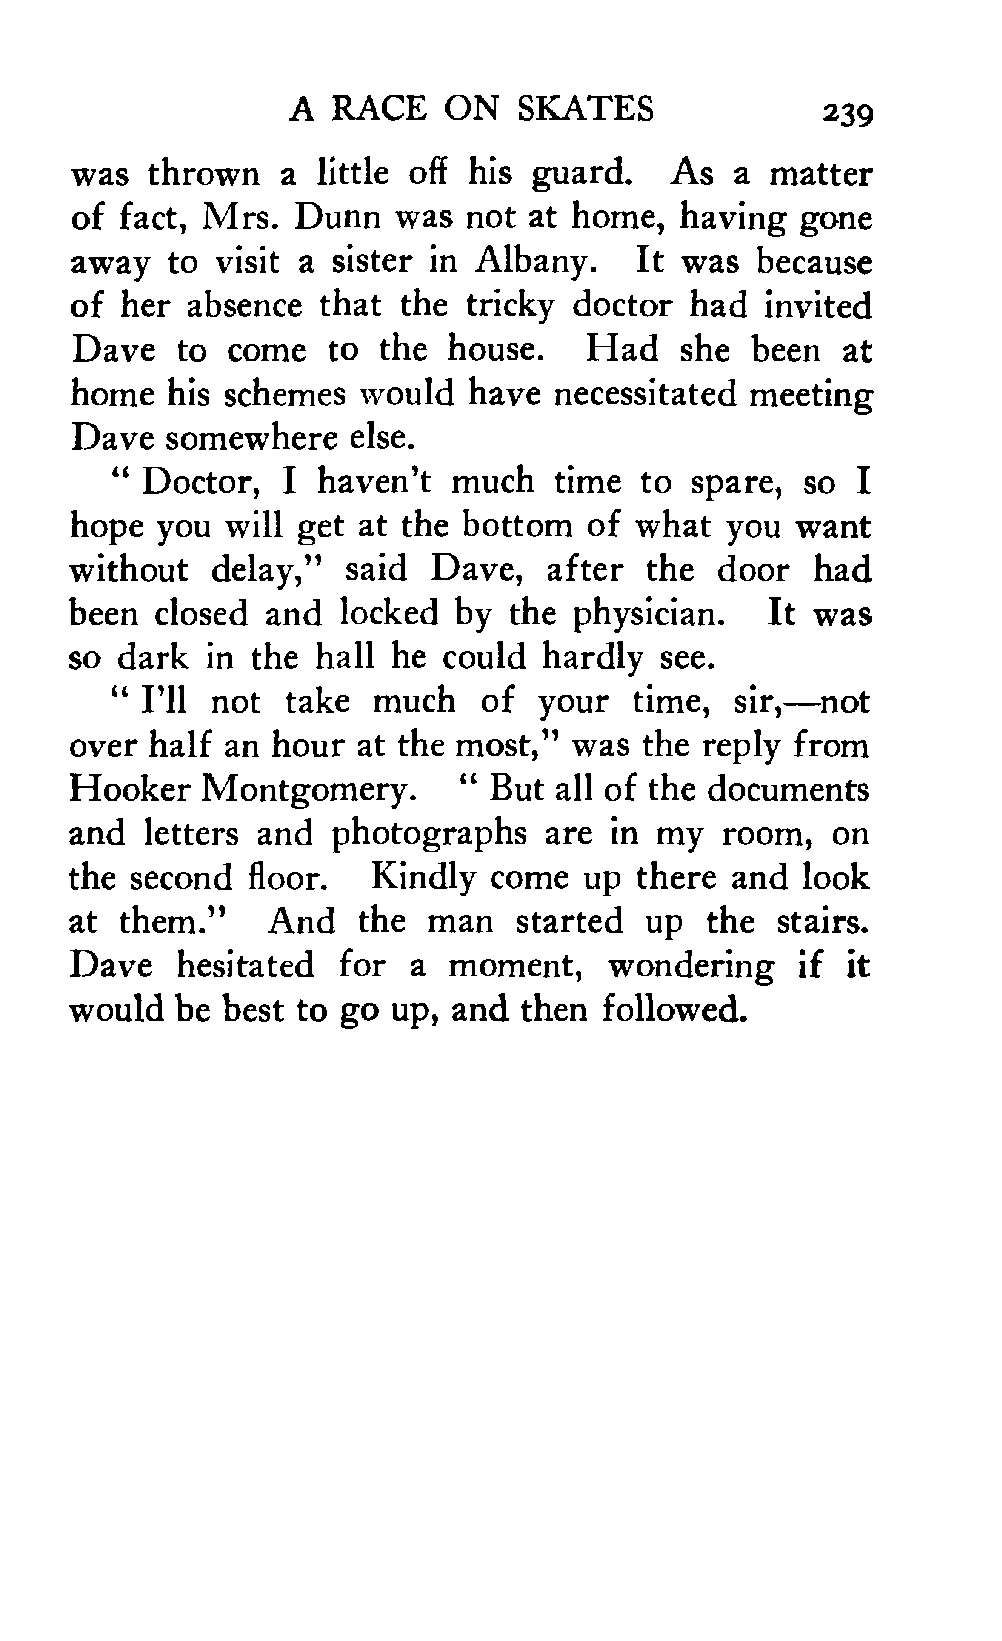 A RACE ON SKATES 239
was thrown a little off his guard. As a matter
of fact, Mrs. Dunn was not at home, having gone
away to visit a sister in Albany. It was because
of her absence that the tricky doctor had invited
Dave to come to the house. Had she been at
home his schemes would have necessitated meeting
Dave somewhere else.
" Doctor, I haven't much time to spare, so I
hope you will get at the bottom of what you want
without delay," said Dave, after the door had
been closed and locked by the physician. It was
so dark in the hall he could hardly see.
" I'll not take much of your time, sir,—not
over half an hour at the most," was the reply from
Hooker Montgomery. " But all of the documents
and letters and photographs are in my room, on
the second floor. Kindly come up there and look
at them." And the man started up the stairs.
Dave hesitated for a moment, wondering if it
would be best to go up, and then followed.